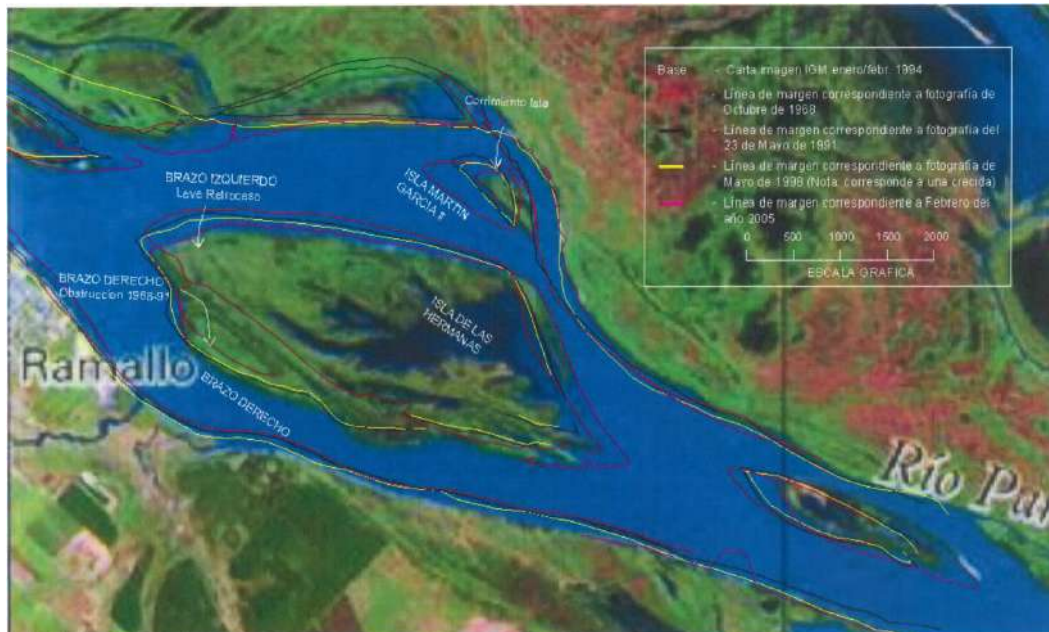 Base - Carta imagen IGM enero/febr. 1994
- Línea de margen correspondiente a fotografía de
Octubre de 1968
- Línea de margen correspondiente a fotografía del
23 de Mayo de 1991
- Línea de margen correspondiente a fotografía de
Mayo de 1998 (Nota: corresponde a una crecida)
- Línea de margen correspondiente a Febrero del
año 2005
0 500 1000 1500 2000
ESCALA GRAFICA
Corrimiento Isla
ISLA MARTIN
GARCIA II
BRAZO IZQUIERDO
Leve Retroceso
BRAZO DERECHO
Obstruccion 1968-91
ISLA DE LAS
HERMANAS
Ramallo
BRAZO DERECHO
Río Par